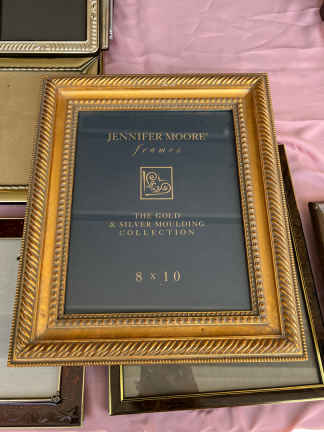 JENNIFER MOORE®
frames
THE GOLD
& SILVER MOULDING
COLLECTION
8 x 10